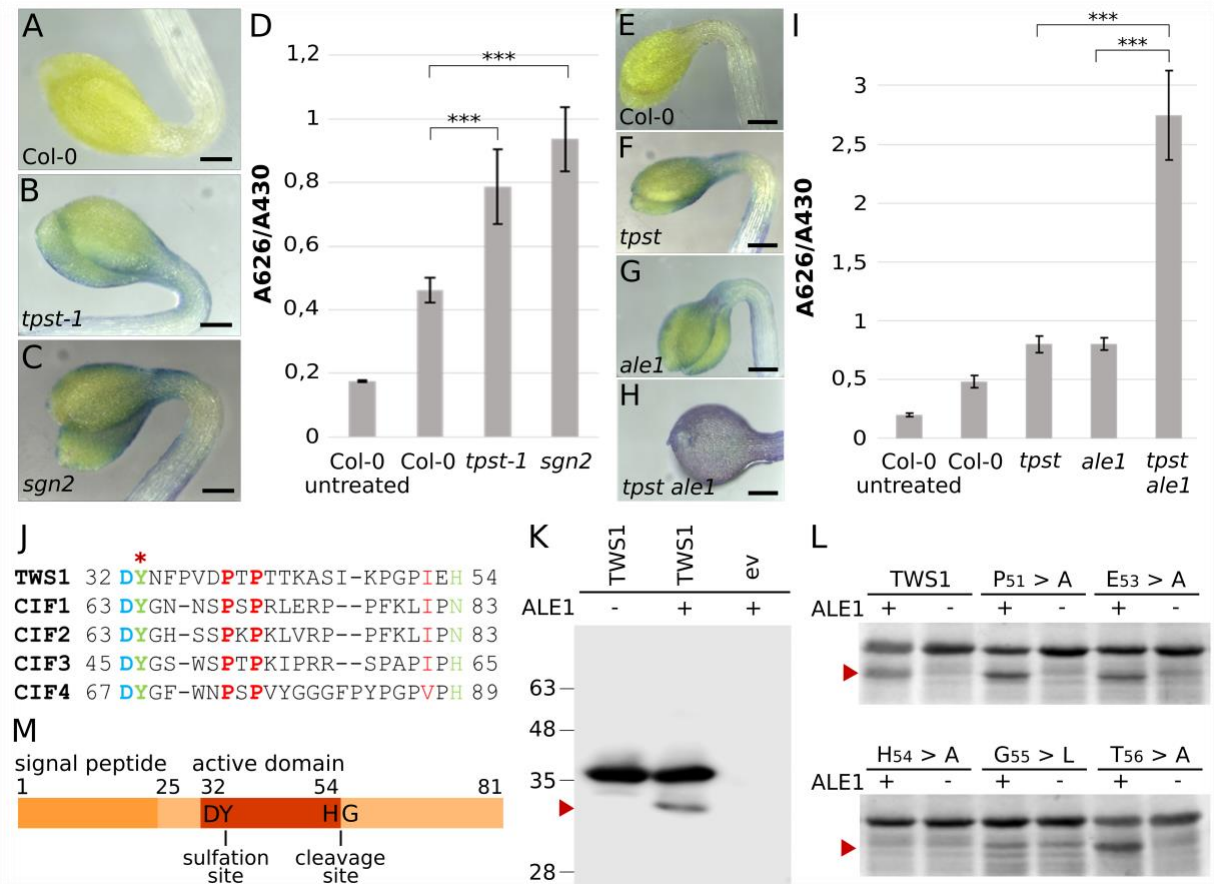 A
Col-0
B
tpst-1
C
sgn2
D
A626/A430
1,2
1
0,8
0,6
0,4
0,2
0
***
***
Col-0 untreated
Col-0
tpst-1
sgn2
E
Col-0
F
tpst
G
ale1
H
tpst ale1
I
A626/A430
3
2,5
2
1,5
1
0,5
0
***
***
Col-0 untreated
Col-0
tpst
ale1
tpst ale1
J
*
TWS1 32 DYNFPVDPTPTTKASI-KPGPIEH 54
CIF1 63 DYGN-NSPSPRLERP--PFKLIPN 83
CIF2 63 DYGH-SSPKPKLVRP--PFKLIPN 83
CIF3 45 DYGS-WSPTPKIPRR--SPAPIPH 65
CIF4 67 DYGF-WNPSPVYGGGFPYPGPVPH 89
K
TWS1 TWS1 ev
ALE1 - + +
63
48
35
28
L
TWS1 P51 > A E53 > A
ALE1 + - + - + -
H54 > A G55 > L T56 > A
ALE1 + - + - + -
M
signal peptide active domain
1 25 32 54 81
DY H G
sulfation site
cleavage site